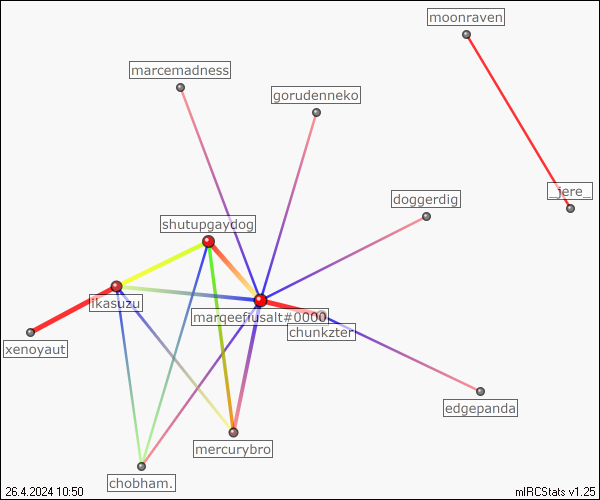 moonraven
marcemadness
gorudenneko
_jere_
doggerdig
shutupgaydog
ikasuzu
marqeefiusalt#0000
chunkzter
xenoyaut
edgepanda
mercurybro
chobham.
26.4.2024 10:50
mIRCStats v1.25